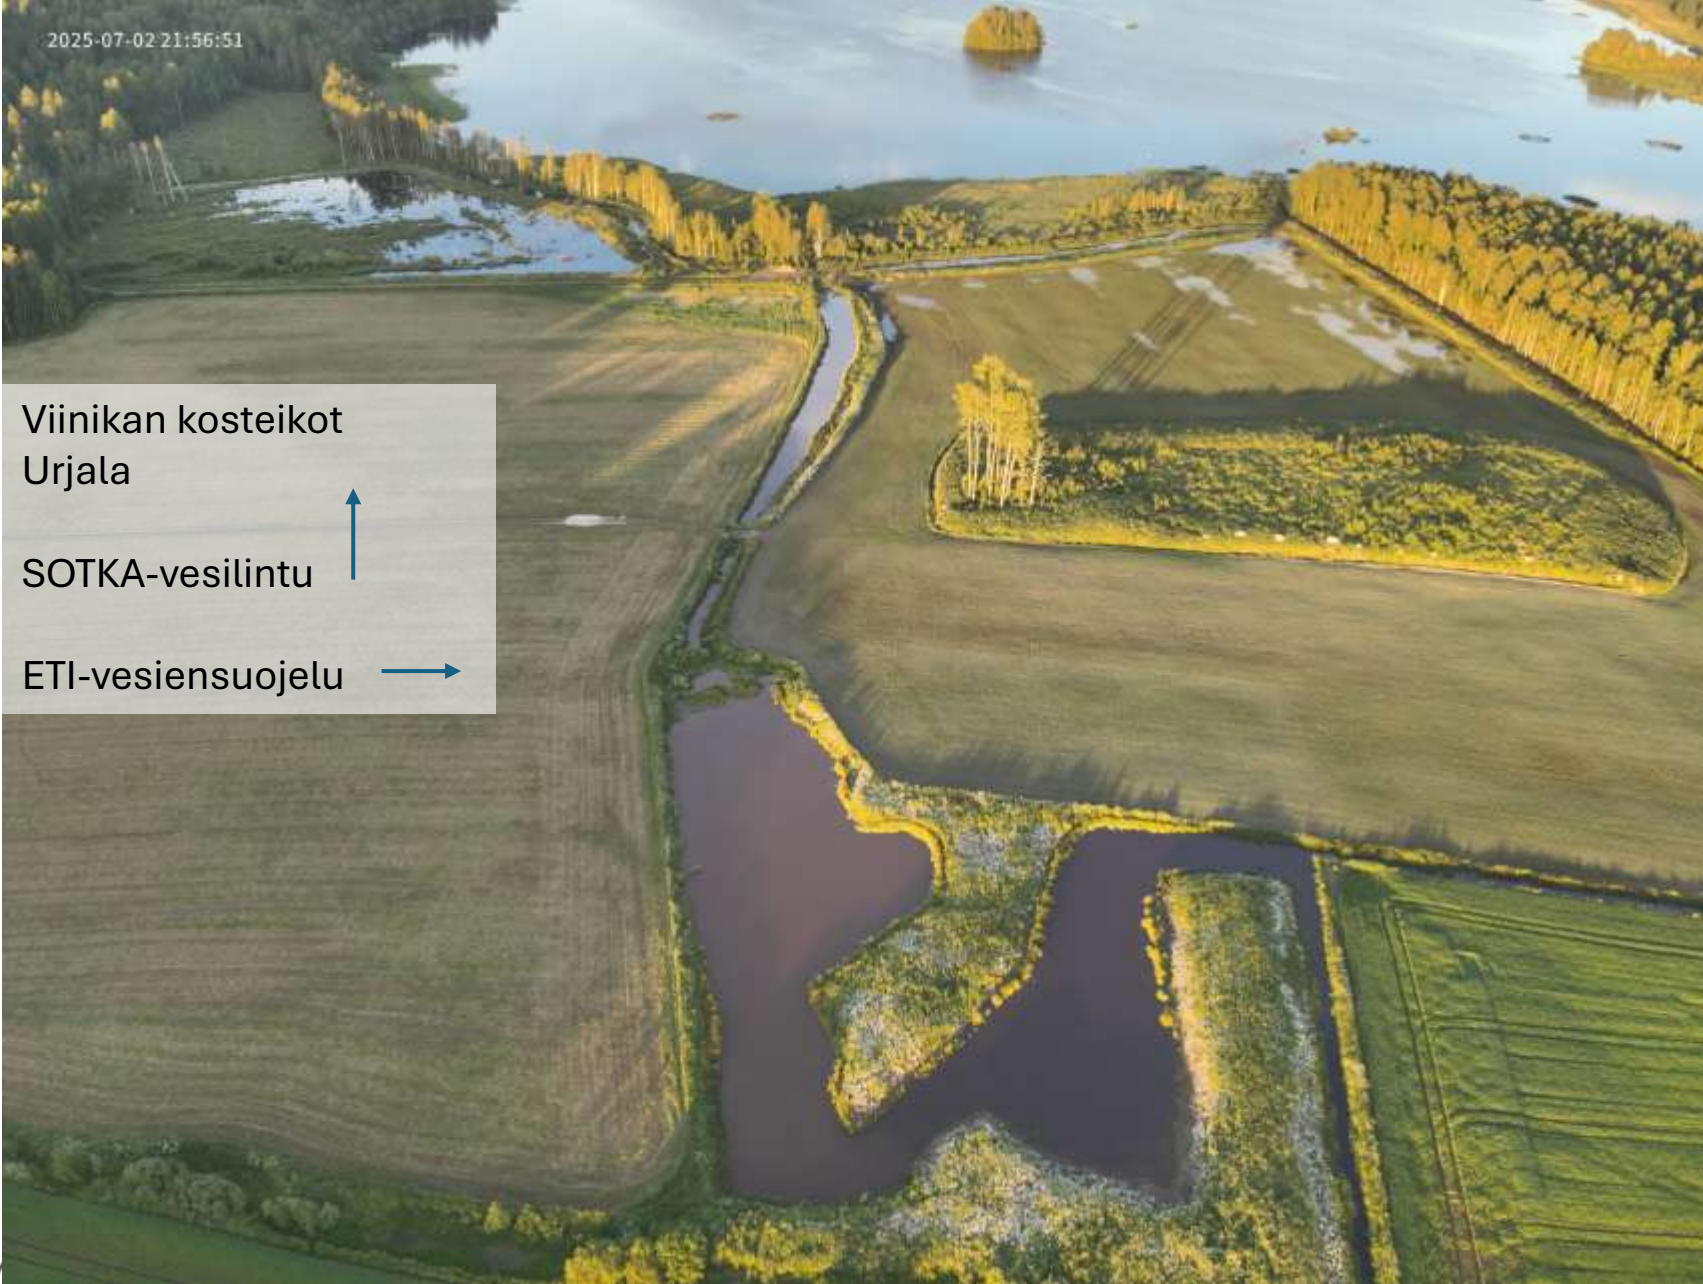 2025-07-02 21:56:51
Viinikan kosteikot
Urjala
SOTKA-vesilintu
ETI-vesiensuojelu